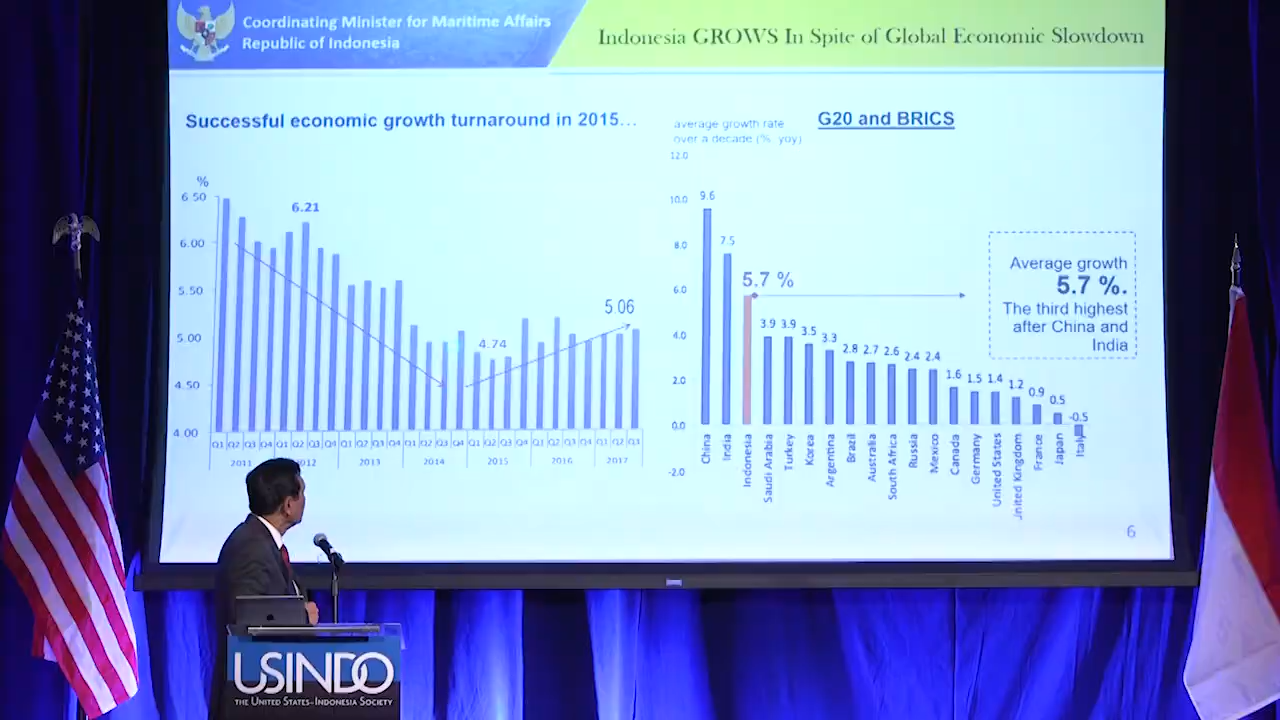 Coordinating Minister for Maritime Affairs
Republic of Indonesia
Indonesia GROWS In Spite of Global Economic Slowdown
Successful economic growth turnaround in 2015...
%
6.50
6.00
5.50
5.00
4.50
4.00
6.21
4.74
5.06
Q1 Q2 Q3 Q4 Q1 Q2 Q3 Q4 Q1 Q2 Q3 Q4 Q1 Q2 Q3 Q4 Q1 Q2 Q3 Q4 Q1 Q2 Q3 Q4 Q1 Q2 Q3
2011 2012 2013 2014 2015 2016 2017
average growth rate
over a decade (% yoy)
G20 and BRICS
12.0
10.0
8.0
6.0
4.0
2.0
0.0
-2.0
9.6
7.5
5.7 %
3.9 3.9 3.5 3.3 2.8 2.7 2.6 2.4 2.4 1.6 1.5 1.4 1.2 0.9 0.5 -0.5
China
India
Indonesia
Saudi Arabia
Turkey
Korea
Argentina
Brazil
Australia
South Africa
Russia
Mexico
Canada
Germany
United States
United Kingdom
France
Japan
Italy
Average growth
5.7 %.
The third highest
after China and
India
6
USINDO
THE UNITED STATES–INDONESIA SOCIETY